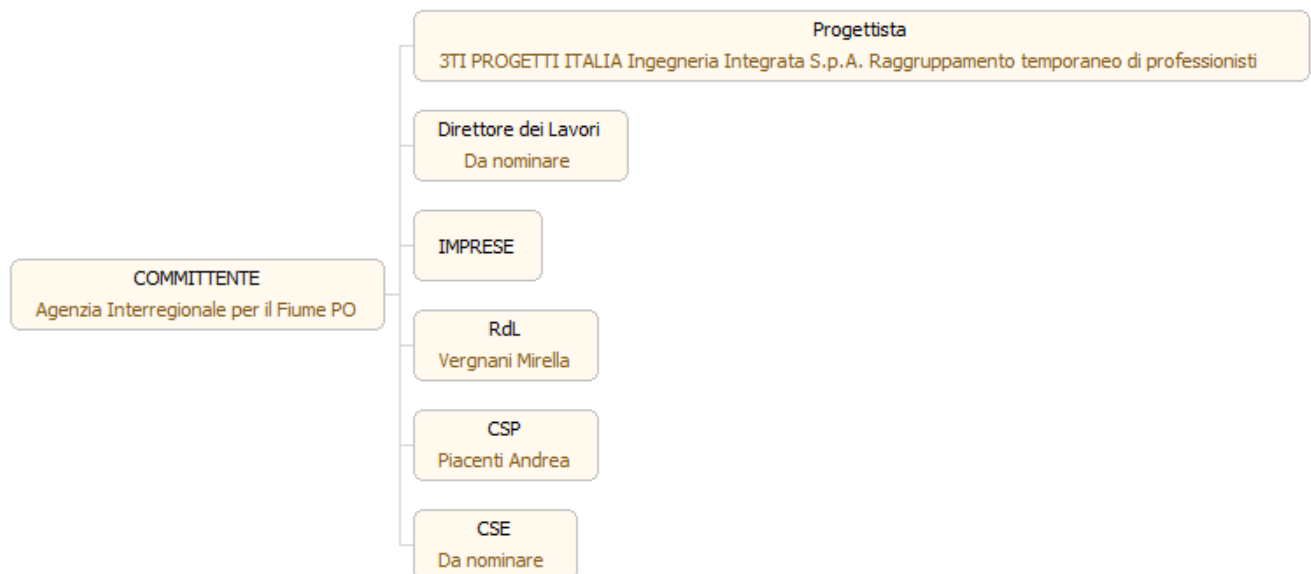 Progettista
3TI PROGETTI ITALIA Ingegneria Integrata S.p.A. Raggruppamento temporaneo di professionisti
Direttore dei Lavori
Da nominare
IMPRESE
COMMITTENTE
Agenzia Interregionale per il Fiume PO
RdL
Vergnani Mirella
CSP
Piacenti Andrea
CSE
Da nominare